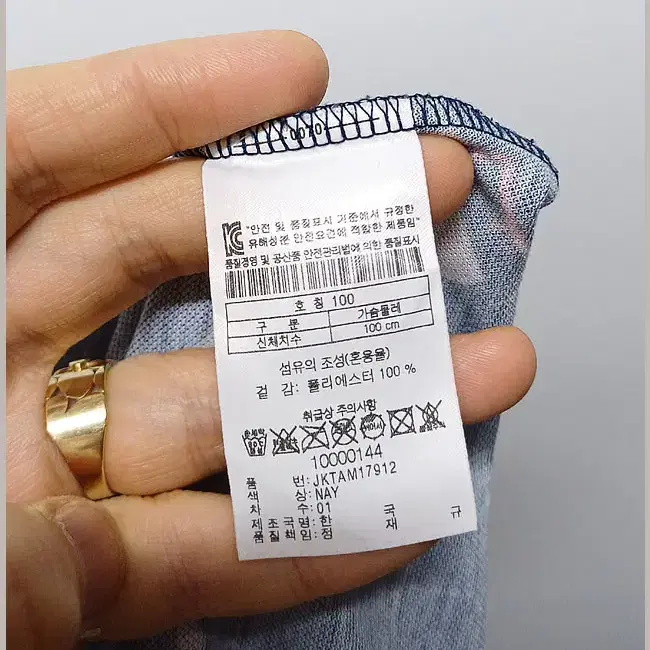 "안전 및 품질표시 기준에서 규정한
유해성분 안전요건에 적합한 제품임"
품질경영 및 공산품 안전관리법에 의한 품질표시
호 칭 100
구 분 가슴둘레
신체치수 100 cm
섬유의 조성(혼용율)
겉 감: 폴리에스터 100 %
취급상 주의사항
10000144
품 번: JKTAM17912
색 상: NAY
차 수: 01
제 조 국 명: 한 국
품 질 책 임: 정 재 규